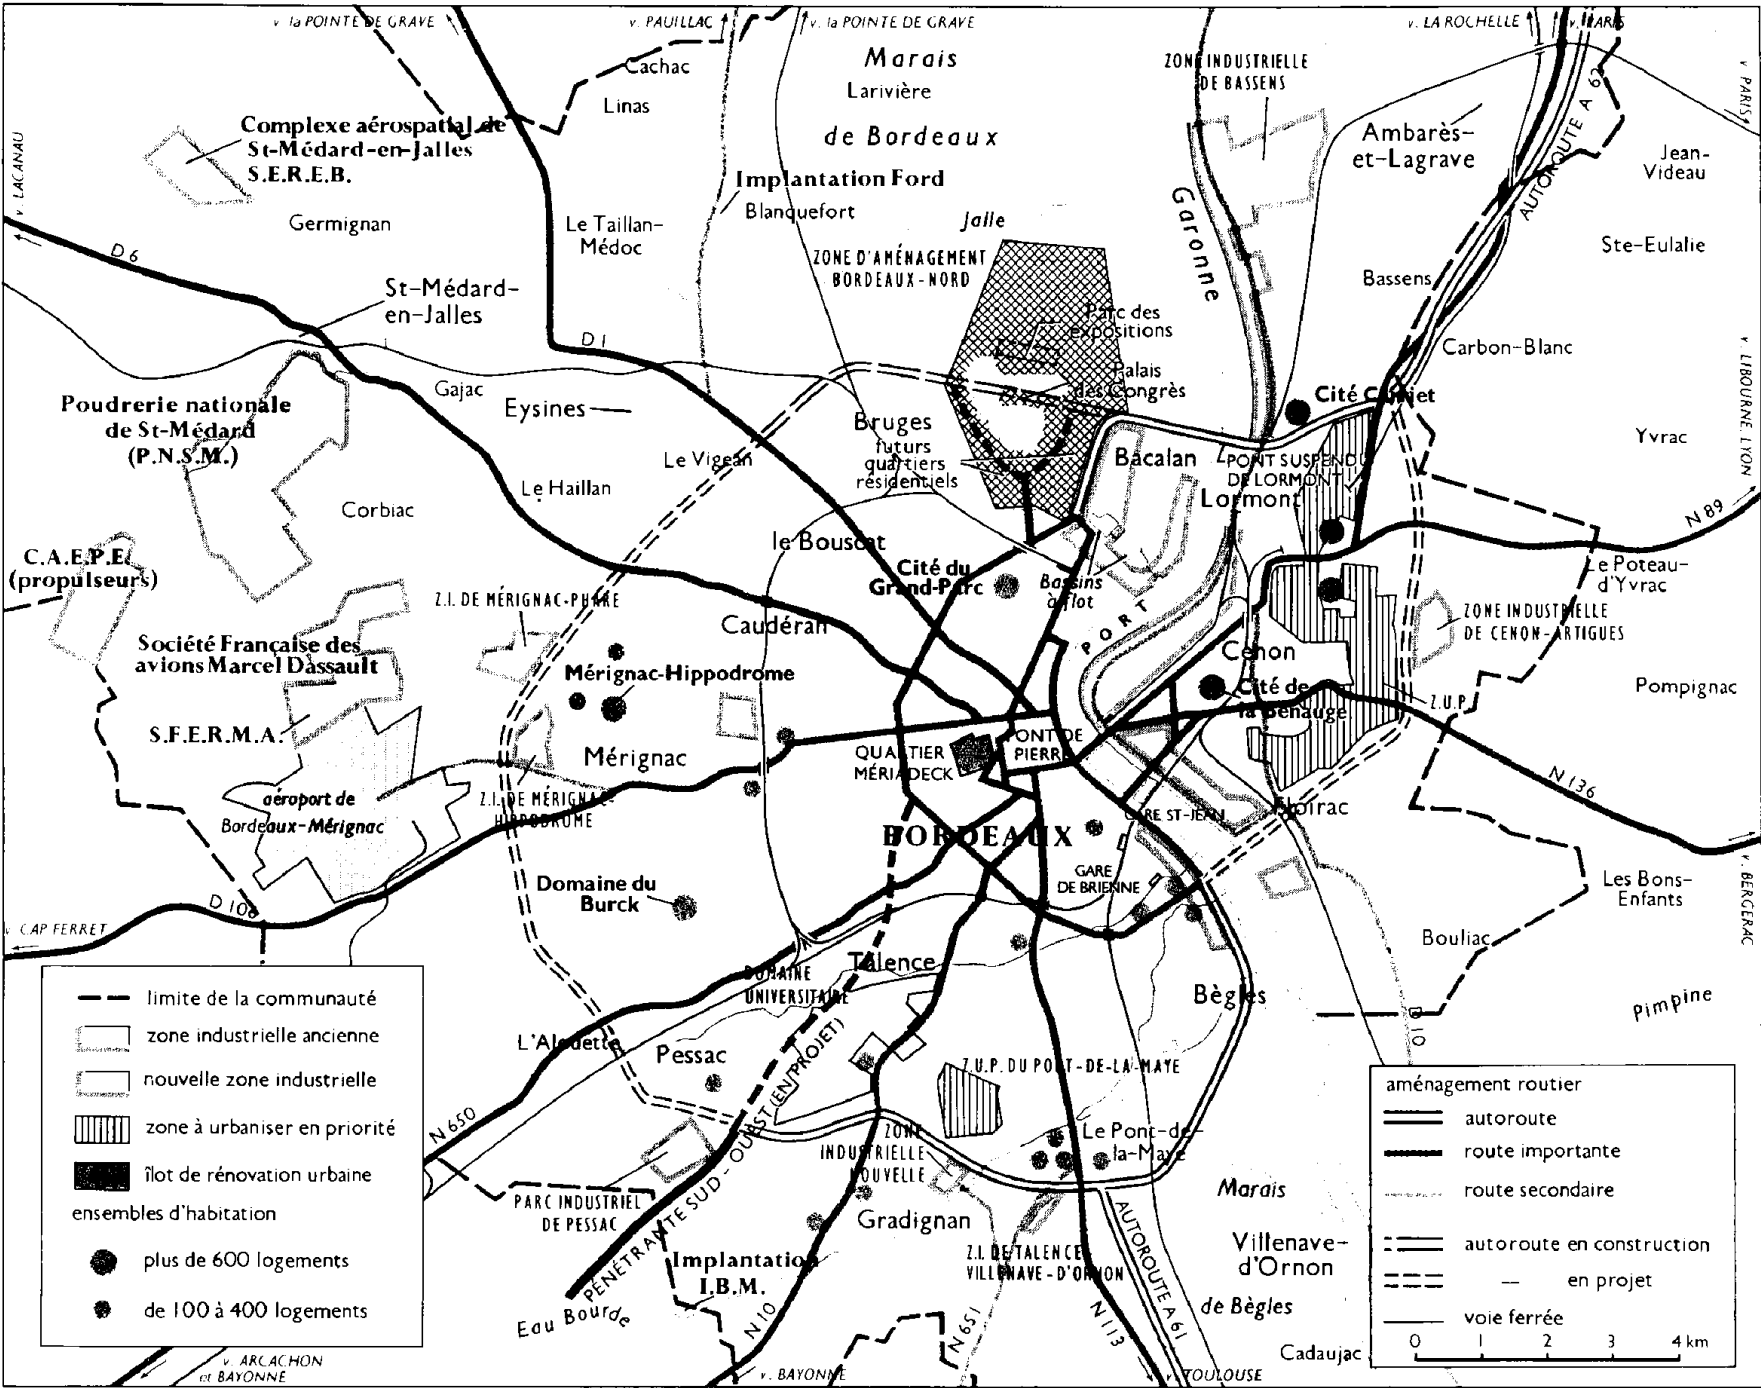 v. la POINTE DE GRAVE
v. PAUILLAC
v. la POINTE DE GRAVE
v. LA ROCHELLE
v. PARIS
v. PARIS
v. LACANAU
Cachac
Linas
Marais
Larivière
de Bordeaux
ZONE INDUSTRIELLE
DE BASSENS
Ambarès-
et-Lagrave
AUTOROUTE A 62
Jean-
Videau
Complexe aérospatial de
St-Médard-en-Jalles
S.E.R.E.B.
Germignan
Le Taillan-
Médoc
Implantation Ford
Blanquefort
Jalle
Garonne
Ste-Eulalie
D 6
St-Médard-
en-Jalles
ZONE D'AMÉNAGEMENT
BORDEAUX-NORD
Bassens
D 1
Parc des
expositions
Carbon-Blanc
v. LIBOURNE, LYON
Gajac
Eysines
Palais
des Congrès
Cité Carriet
Poudrerie nationale
de St-Médard
(P.N.S.M.)
Bruges
futurs
quartiers
résidentiels
Le Vigean
Bacalan
PONT SUSPENDU
DE LORMONT
Lormont
Yvrac
Le Haillan
Corbiac
N 89
C.A.E.P.E.
(propulseurs)
le Bouscat
Cité du
Grand-Parc
Bassins
à flot
Le Poteau-
d'Yvrac
Z.I. DE MÉRIGNAC-PHARE
PORT
ZONE INDUSTRIELLE
DE CENON-ARTIGUES
Société Française des
avions Marcel Dassault
Caudéran
Cenon
Mérignac-Hippodrome
Cité de
la Benauge
Z.U.P.
Pompignac
S.F.E.R.M.A.
Mérignac
QUARTIER
MÉRIADECK
PONT DE
PIERRE
N 136
aéroport de
Bordeaux-Mérignac
Z.I. DE MÉRIGNAC-
HIPPODROME
Floirac
GARE ST-JEAN
BORDEAUX
GARE
DE BRIENNE
Domaine du
Burck
Les Bons-
Enfants
v. BERGERAC
D 106
v. CAP FERRET
Bouliac
Talence
DOMAINE
UNIVERSITAIRE
Bègles
Pimpine
D 10
L'Alouette
Pessac
Z.U.P. DU PONT-DE-LA-MAYE
PÉNÉTRANTE SUD-OUEST (EN PROJET)
N 650
ZONE
INDUSTRIELLE
NOUVELLE
Le Pont-de-
la-Maye
PARC INDUSTRIEL
DE PESSAC
Gradignan
Marais
Villenave-
d'Ornon
Z.I. DE TALENCE-
VILLENAVE-D'ORNON
Implantation
I.B.M.
AUTOROUTE A 61
de Bègles
Eau Bourde
N 10
N 651
N 113
Cadaujac
v. ARCACHON
et BAYONNE
v. BAYONNE
v. TOULOUSE
limite de la communauté
zone industrielle ancienne
nouvelle zone industrielle
zone à urbaniser en priorité
îlot de rénovation urbaine
ensembles d'habitation
plus de 600 logements
de 100 à 400 logements
aménagement routier
autoroute
route importante
route secondaire
autoroute en construction
— en projet
voie ferrée
0 1 2 3 4 km